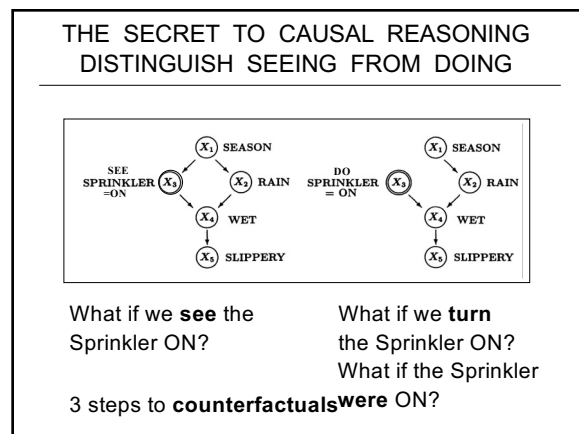 THE SECRET TO CAUSAL REASONING
DISTINGUISH SEEING FROM DOING
X₁ SEASON
SEE
SPRINKLER
=ON
X₃
X₂ RAIN
X₄ WET
X₅ SLIPPERY
X₁ SEASON
DO
SPRINKLER
= ON
X₃
X₂ RAIN
X₄ WET
X₅ SLIPPERY
What if we see the
Sprinkler ON?
What if we turn
the Sprinkler ON?
What if the Sprinkler
were ON?
3 steps to counterfactuals